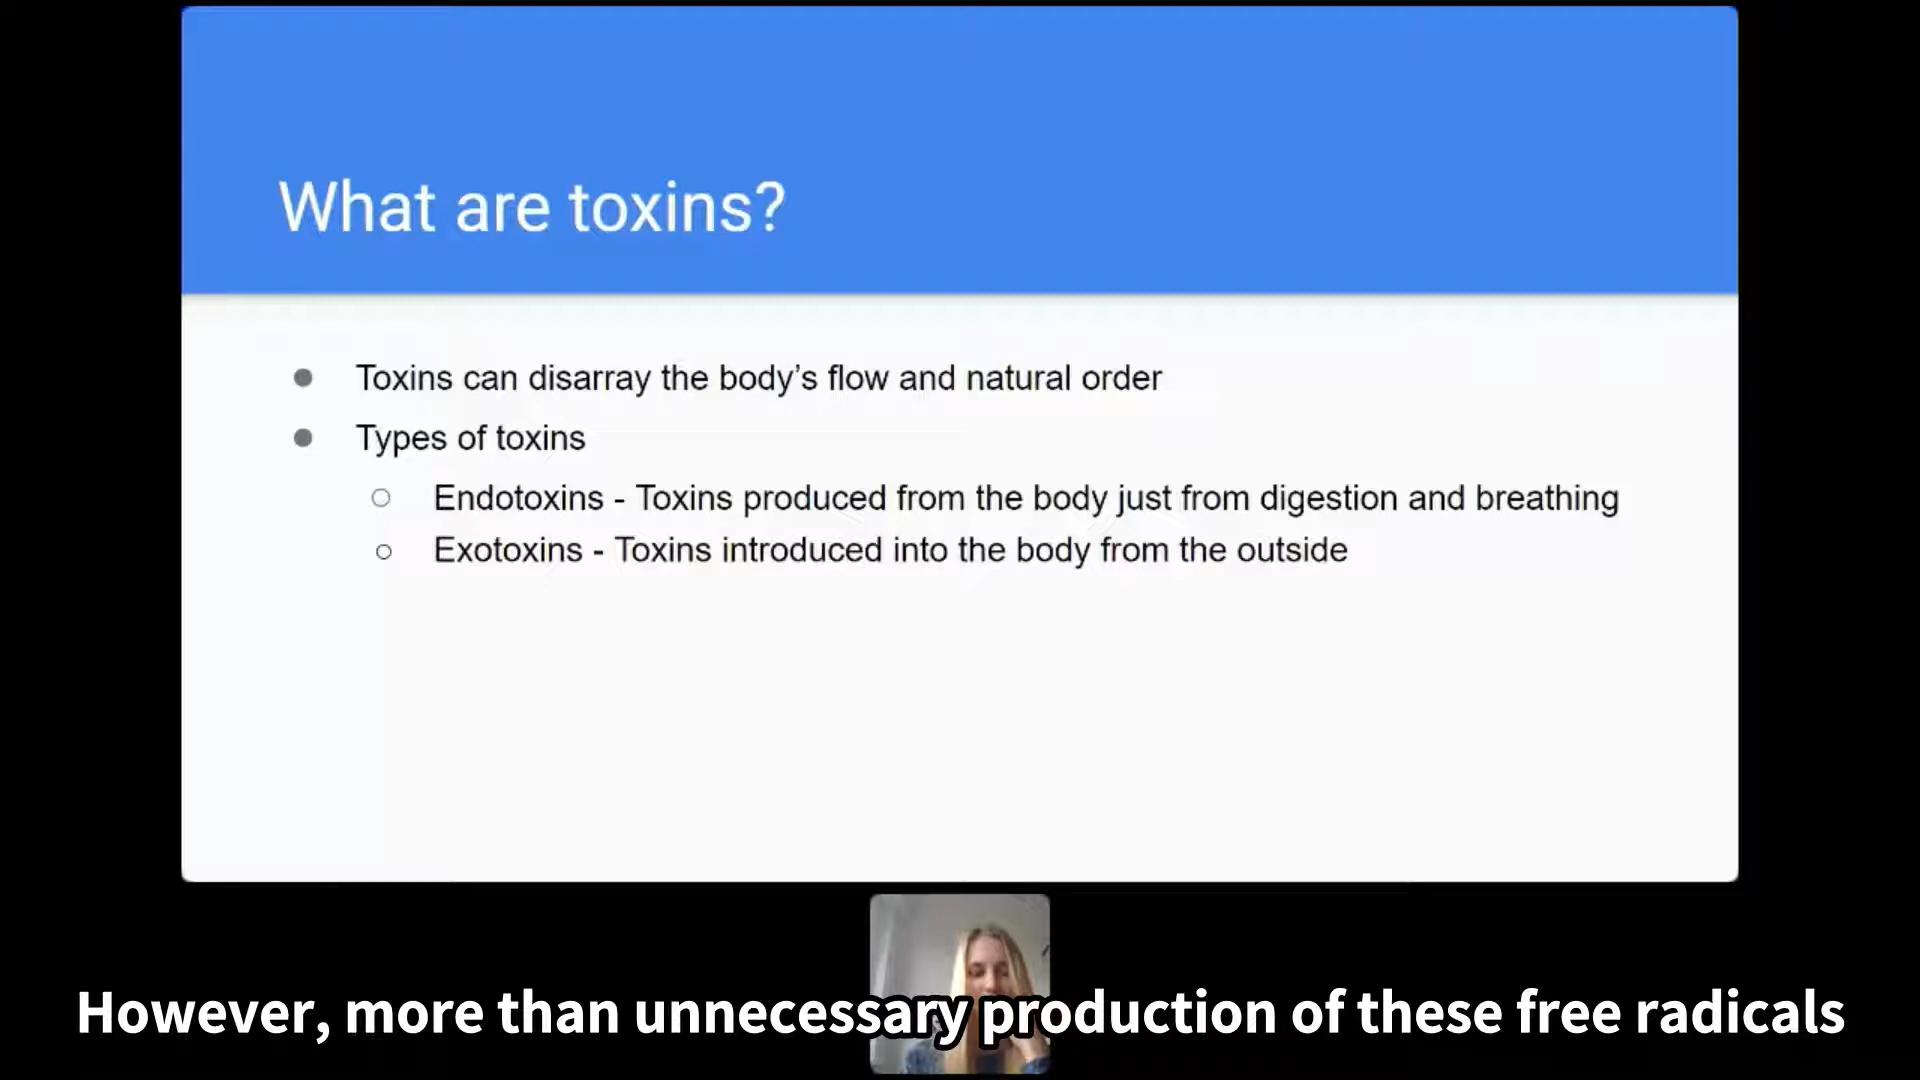 What are toxins?
Toxins can disarray the body’s flow and natural order
Types of toxins
Endotoxins - Toxins produced from the body just from digestion and breathing
Exotoxins - Toxins introduced into the body from the outside
However, more than unnecessary production of these free radicals